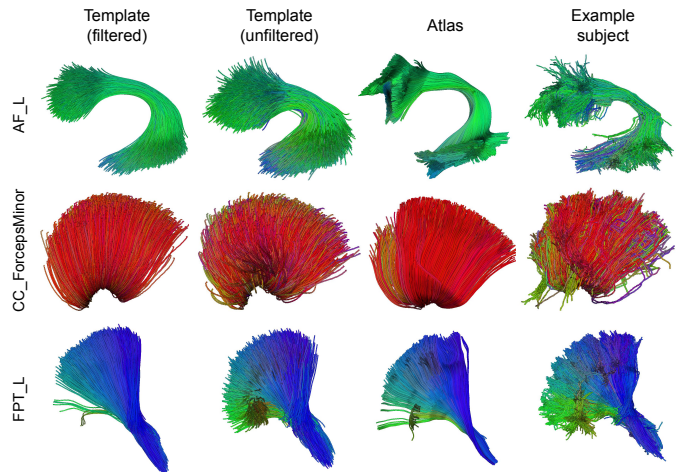 Template
(filtered)
Template
(unfiltered)
Atlas
Example
subject
AF_L
CC_ForcepsMinor
FPT_L